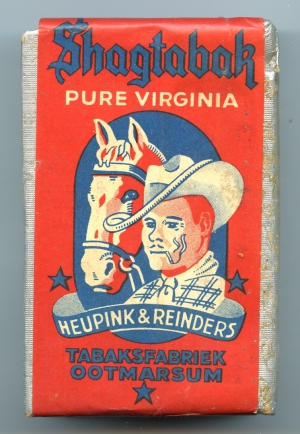 Shagtabak
PURE VIRGINIA
HEUPINK & REINDERS
TABAKSFABRIEK
OOTMARSUM